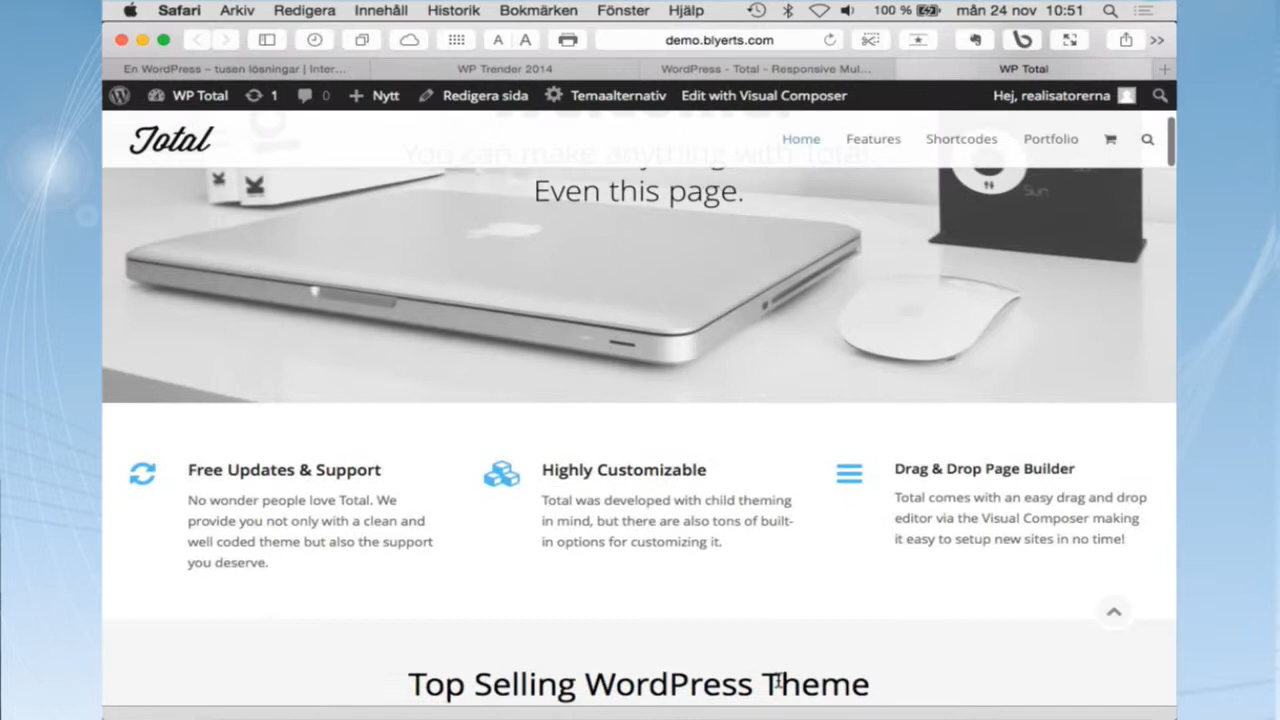 Safari Arkiv Redigera Innehåll Historik Bokmärken Fönster Hjälp 100 % mån 24 nov 10:51
A A demo.blyerts.com
En WordPress – tusen lösningar | Inter... WP Trender 2014 WordPress - Total - Responsive Mul... WP Total
WP Total 1 0 Nytt Redigera sida Temaalternativ Edit with Visual Composer Hej, realisatorerna
Total Home Features Shortcodes Portfolio
Welcome!
You can make anything with Total.
Even this page.
Sun
Free Updates & Support
No wonder people love Total. We
provide you not only with a clean and
well coded theme but also the support
you deserve.
Highly Customizable
Total was developed with child theming
in mind, but there are also tons of built-
in options for customizing it.
Drag & Drop Page Builder
Total comes with an easy drag and drop
editor via the Visual Composer making
it easy to setup new sites in no time!
Top Selling WordPress Theme